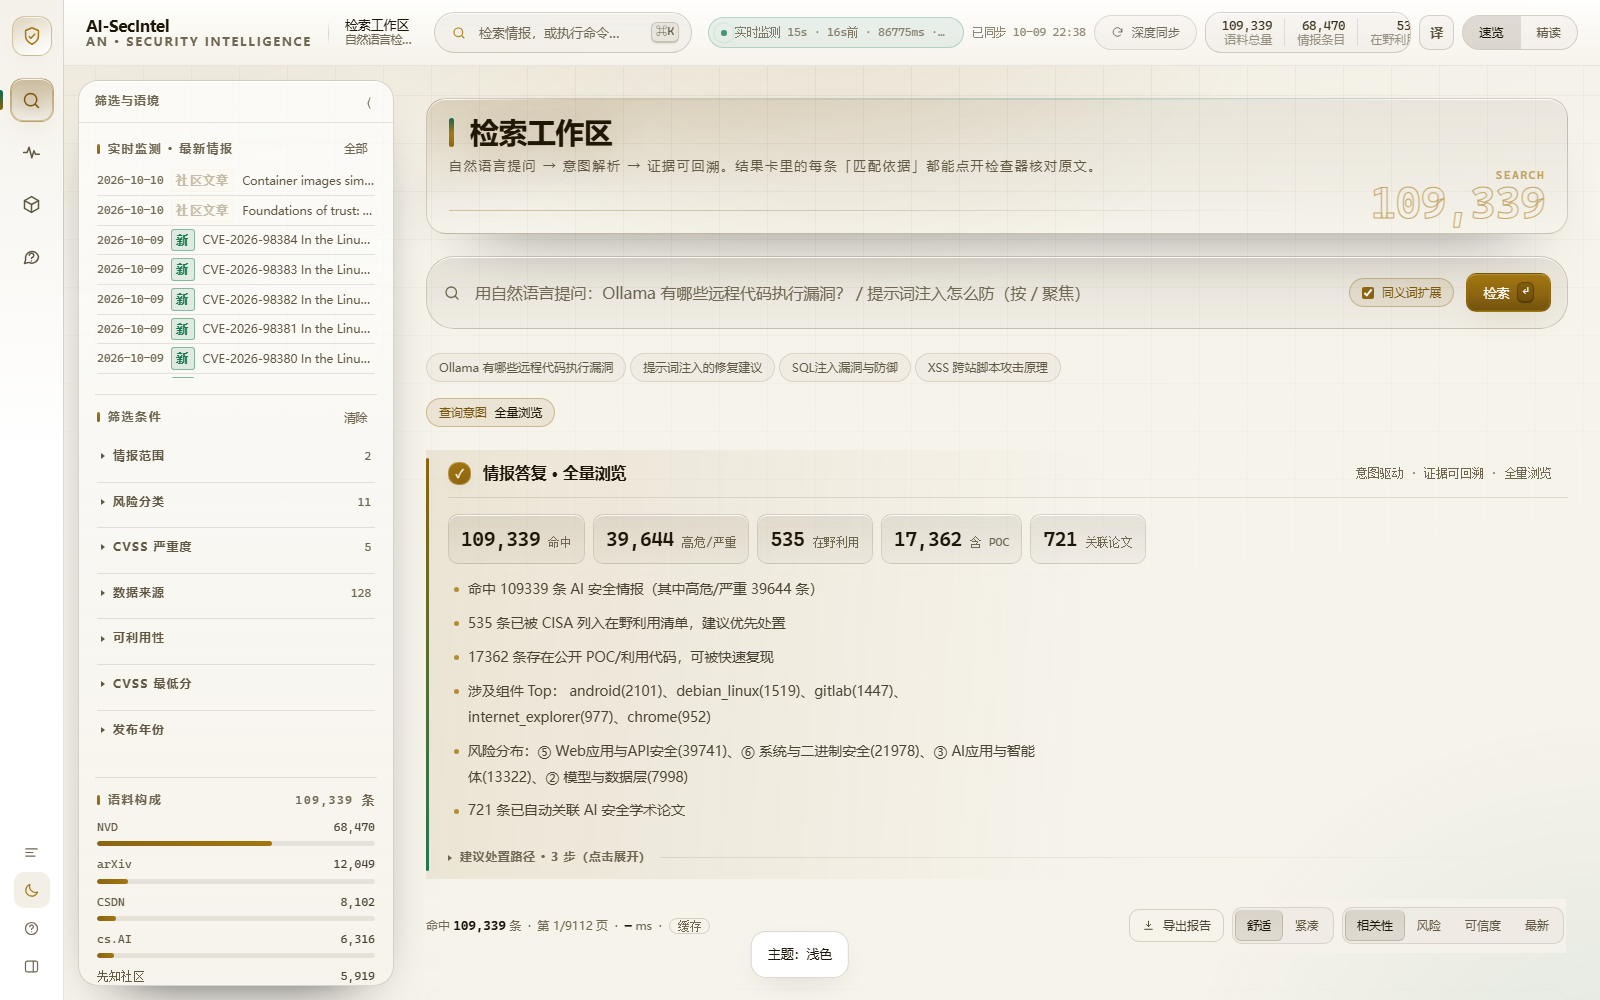 AI-SecIntel
AN • SECURITY INTELLIGENCE
检索工作区
自然语言检...
检索情报，或执行命令...
⌘K
实时监测 15s · 16s前 · 86775ms ·...
已同步 10-09 22:38
深度同步
109,339
语料总量
68,470
情报条目
53
在野利
译
速览
精读
筛选与语境
实时监测 • 最新情报
全部
2026-10-10 社区文章 Container images sim...
2026-10-10 社区文章 Foundations of trust: ...
2026-10-09 新 CVE-2026-98384 In the Linu...
2026-10-09 新 CVE-2026-98383 In the Linu...
2026-10-09 新 CVE-2026-98382 In the Linu...
2026-10-09 新 CVE-2026-98381 In the Linu...
2026-10-09 新 CVE-2026-98380 In the Linu...
筛选条件
清除
情报范围 2
风险分类 11
CVSS 严重度 5
数据来源 128
可利用性
CVSS 最低分
发布年份
语料构成 109,339 条
NVD 68,470
arXiv 12,049
CSDN 8,102
cs.AI 6,316
先知社区 5,919
检索工作区
自然语言提问 → 意图解析 → 证据可回溯。结果卡里的每条「匹配依据」都能点开检查器核对原文。
SEARCH
109,339
用自然语言提问：Ollama 有哪些远程代码执行漏洞？ / 提示词注入怎么防（按 / 聚焦）
同义词扩展
检索
Ollama 有哪些远程代码执行漏洞
提示词注入的修复建议
SQL注入漏洞与防御
XSS 跨站脚本攻击原理
查询意图 全量浏览
情报答复 • 全量浏览
意图驱动 · 证据可回溯 · 全量浏览
109,339 命中
39,644 高危/严重
535 在野利用
17,362 含 POC
721 关联论文
命中 109339 条 AI 安全情报（其中高危/严重 39644 条）
535 条已被 CISA 列入在野利用清单，建议优先处置
17362 条存在公开 POC/利用代码，可被快速复现
涉及组件 Top： android(2101)、debian_linux(1519)、gitlab(1447)、
internet_explorer(977)、chrome(952)
风险分布：⑤ Web应用与API安全(39741)、⑥ 系统与二进制安全(21978)、③ AI应用与智能
体(13322)、② 模型与数据层(7998)
721 条已自动关联 AI 安全学术论文
建议处置路径 • 3 步（点击展开）
命中 109,339 条 · 第 1/9112 页 · — ms · 缓存
导出报告
舒适
紧凑
相关性
风险
可信度
最新
主题：浅色